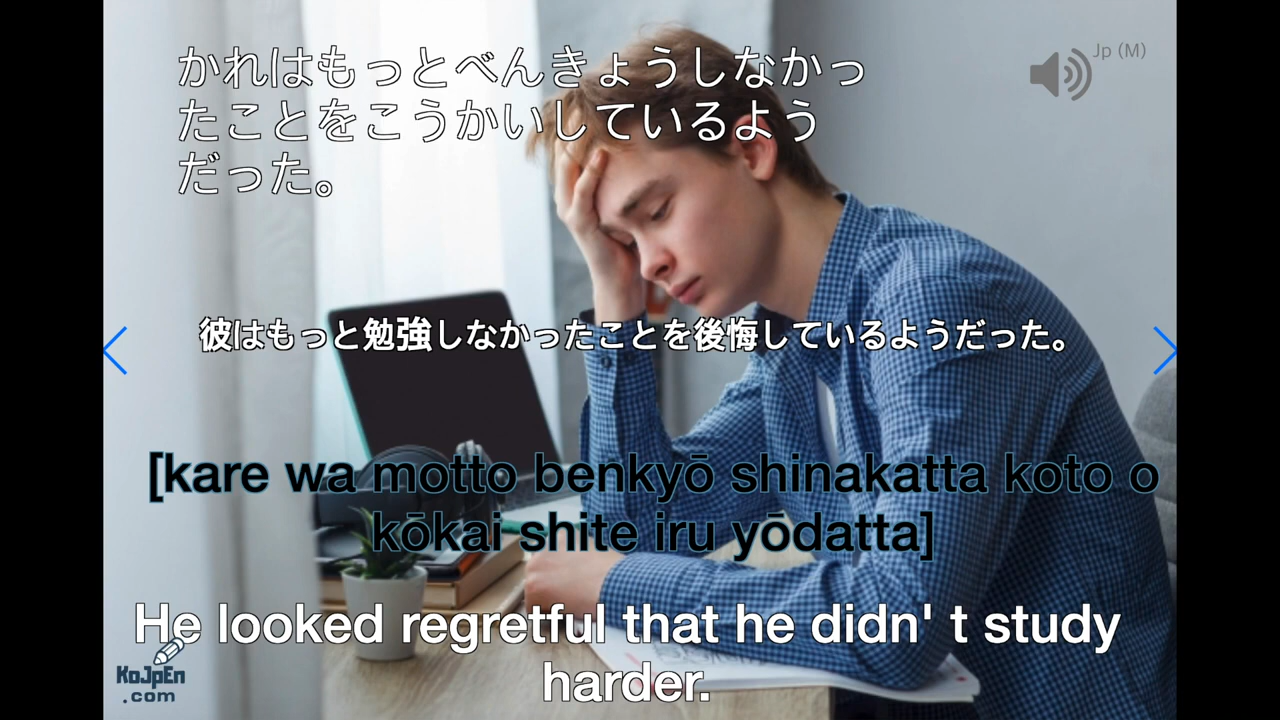 かれはもっとべんきょうしなかっ
たことをこうかいしているよう
だった。
Jp (M)
彼はもっと勉強しなかったことを後悔しているようだった。
[kare wa motto benkyō shinakatta koto o
kōkai shite iru yōdatta]
He looked regretful that he didn' t study
harder.
KoJpEn
.com